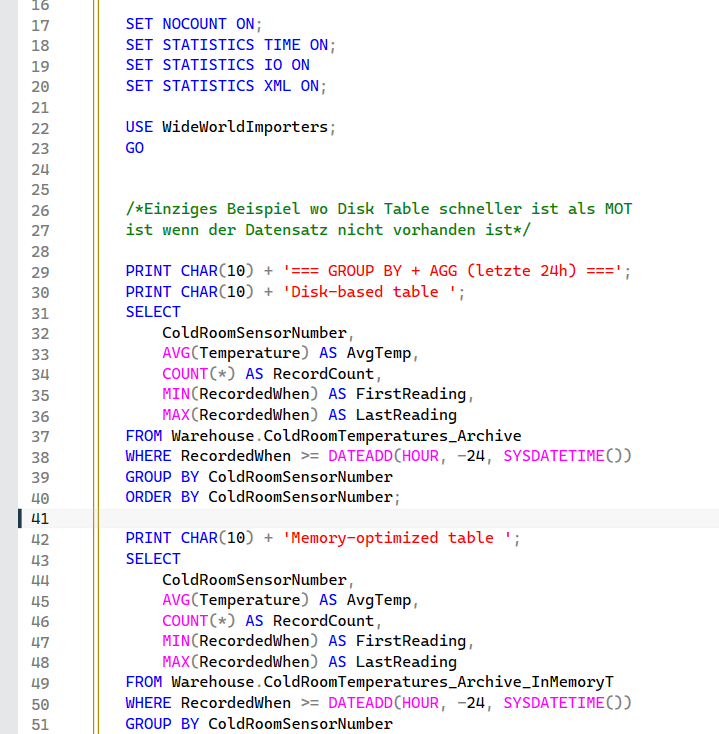 16
17 SET NOCOUNT ON;
18 SET STATISTICS TIME ON;
19 SET STATISTICS IO ON
20 SET STATISTICS XML ON;
21
22 USE WideWorldImporters;
23 GO
24
25
26 /*Einziges Beispiel wo Disk Table schneller ist als MOT
27 ist wenn der Datensatz nicht vorhanden ist*/
28
29 PRINT CHAR(10) + '=== GROUP BY + AGG (letzte 24h) ===';
30 PRINT CHAR(10) + 'Disk-based table ';
31 SELECT
32 ColdRoomSensorNumber,
33 AVG(Temperature) AS AvgTemp,
34 COUNT(*) AS RecordCount,
35 MIN(RecordedWhen) AS FirstReading,
36 MAX(RecordedWhen) AS LastReading
37 FROM Warehouse.ColdRoomTemperatures_Archive
38 WHERE RecordedWhen >= DATEADD(HOUR, -24, SYSDATETIME())
39 GROUP BY ColdRoomSensorNumber
40 ORDER BY ColdRoomSensorNumber;
41
42 PRINT CHAR(10) + 'Memory-optimized table ';
43 SELECT
44 ColdRoomSensorNumber,
45 AVG(Temperature) AS AvgTemp,
46 COUNT(*) AS RecordCount,
47 MIN(RecordedWhen) AS FirstReading,
48 MAX(RecordedWhen) AS LastReading
49 FROM Warehouse.ColdRoomTemperatures_Archive_InMemoryT
50 WHERE RecordedWhen >= DATEADD(HOUR, -24, SYSDATETIME())
51 GROUP BY ColdRoomSensorNumber